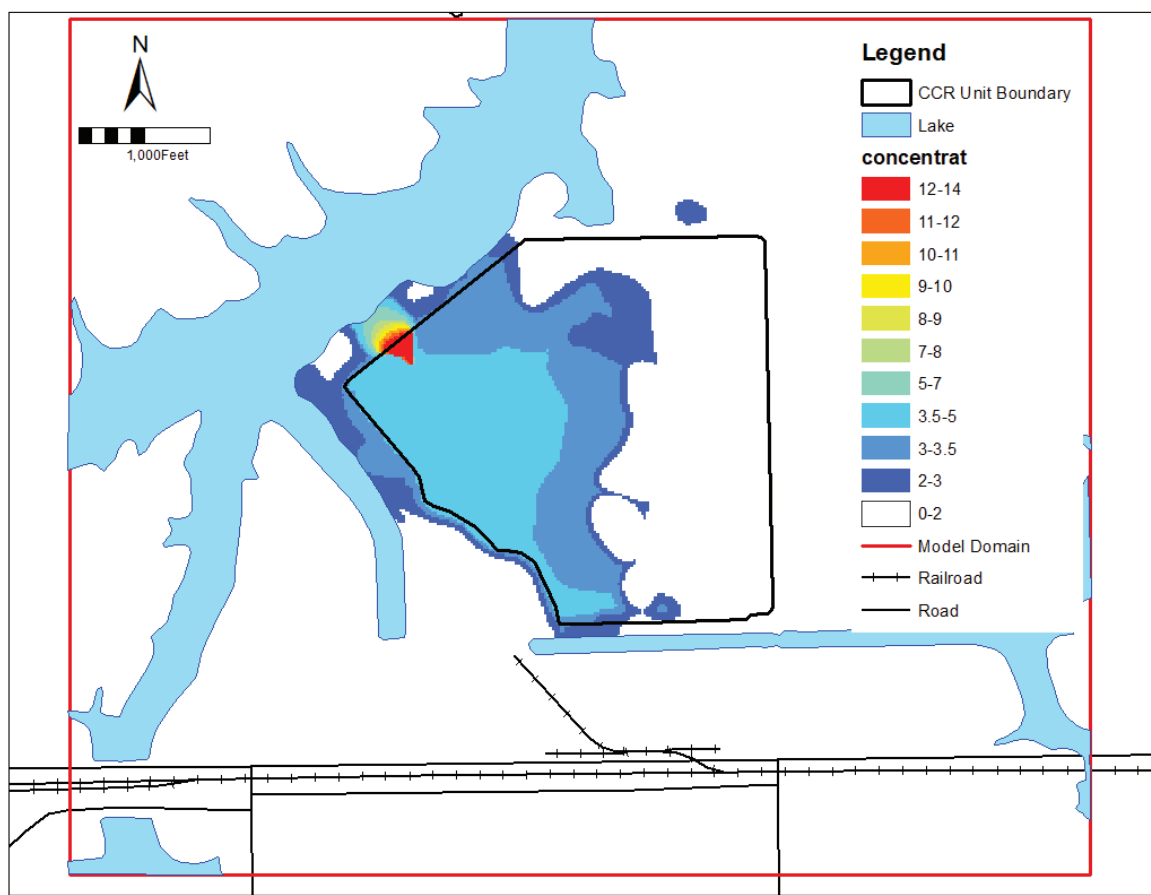 N
1,000Feet
Legend
CCR Unit Boundary
Lake
concentrat
12-14
11-12
10-11
9-10
8-9
7-8
5-7
3.5-5
3-3.5
2-3
0-2
Model Domain
Railroad
Road